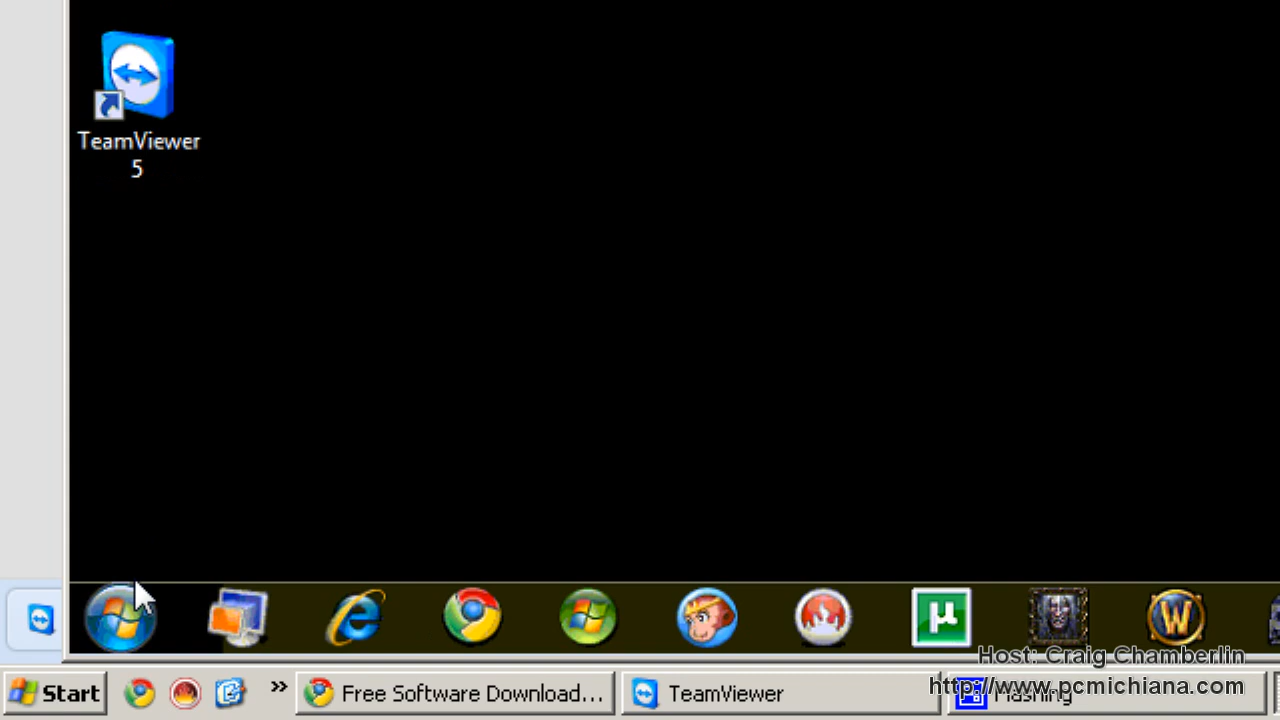 TeamViewer
5
Host: Craig Chamberlin
http://www.pcmichiana.com
Start
Free Software Download...
TeamViewer